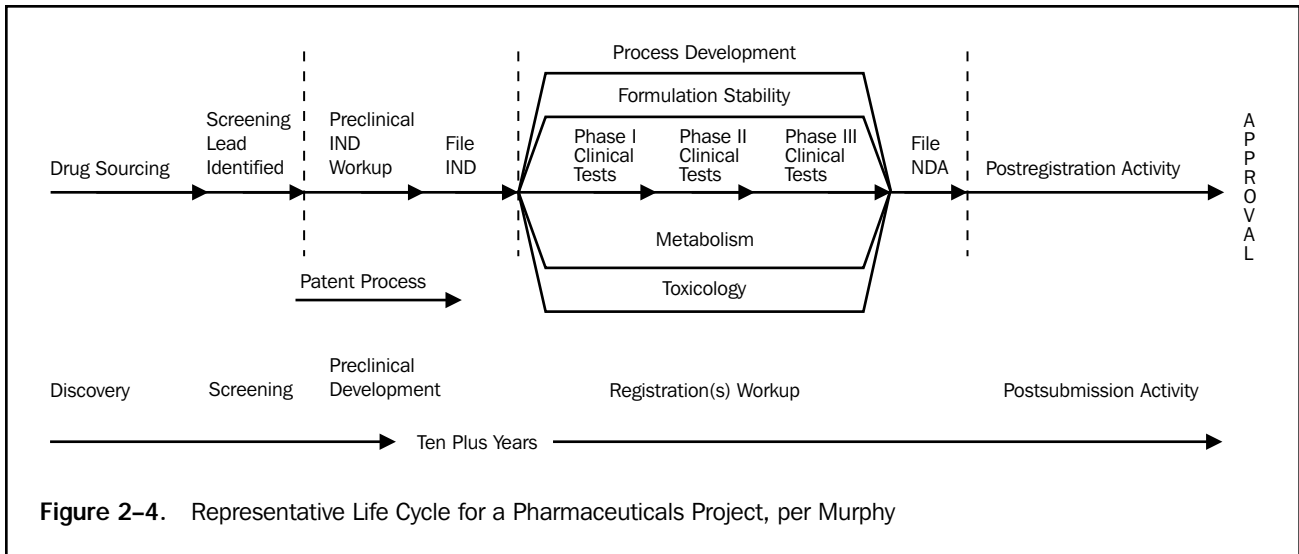 Process Development
Formulation Stability
Drug Sourcing
Screening
Lead
Identified
Preclinical
IND
Workup
File
IND
Phase I
Clinical
Tests
Phase II
Clinical
Tests
Phase III
Clinical
Tests
File
NDA
Postregistration Activity
APPROVAL
Metabolism
Toxicology
Patent Process
Discovery
Screening
Preclinical
Development
Registration(s) Workup
Postsubmission Activity
Ten Plus Years
Figure 2–4. Representative Life Cycle for a Pharmaceuticals Project, per Murphy